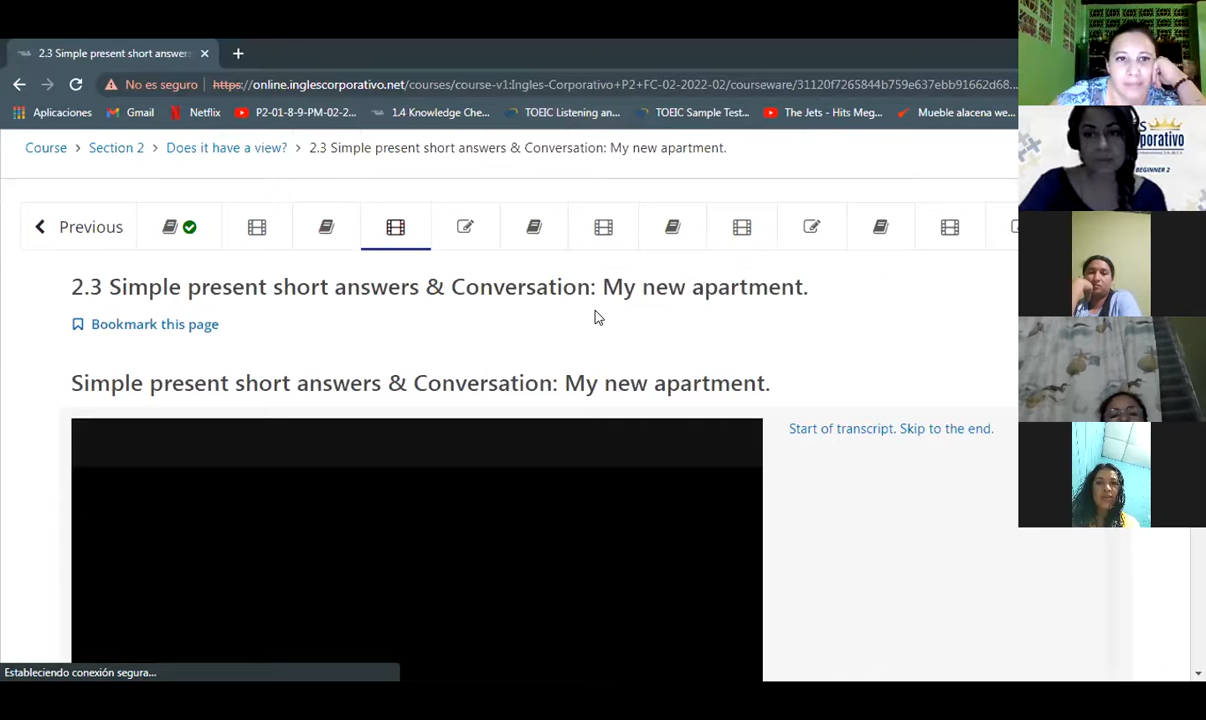 2.3 Simple present short answers
No es seguro
https://online.inglescorporativo.net/courses/course-v1:Ingles-Corporativo+P2+FC-02-2022-02/courseware/31120f7265844b759e637ebb91662d68...
Aplicaciones Gmail Netflix P2-01-8-9-PM-02-2... 1.4 Knowledge Che... TOEIC Listening an... TOEIC Sample Test... The Jets - Hits Meg... Mueble alacena we...
Course > Section 2 > Does it have a view? > 2.3 Simple present short answers & Conversation: My new apartment.
Previous
2.3 Simple present short answers & Conversation: My new apartment.
Bookmark this page
Simple present short answers & Conversation: My new apartment.
Start of transcript. Skip to the end.
Estableciendo conexión segura...
BEGINNER 2